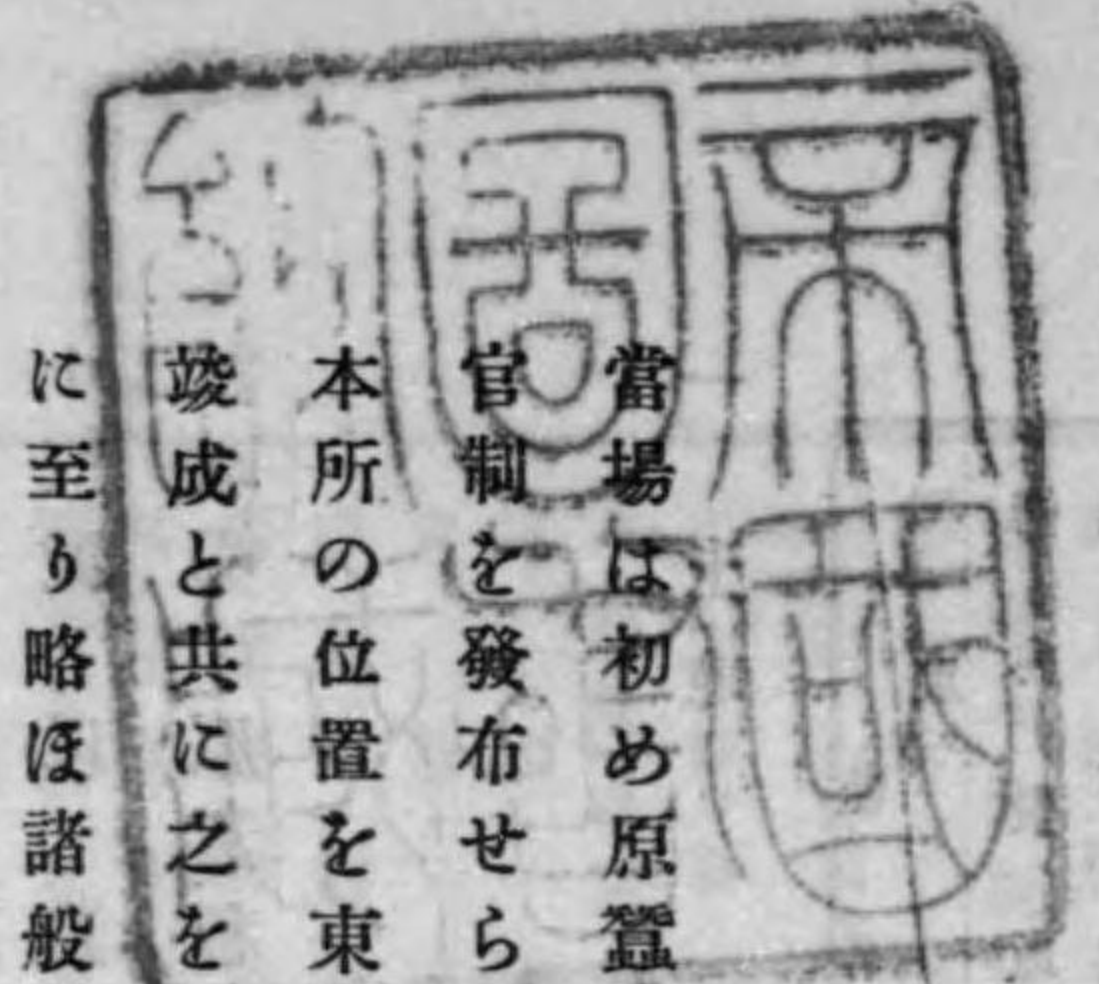 當場は初め原蠶
官制を發布せら
本所の位置を東
竣成と共に之を
に至り略ほ諸般